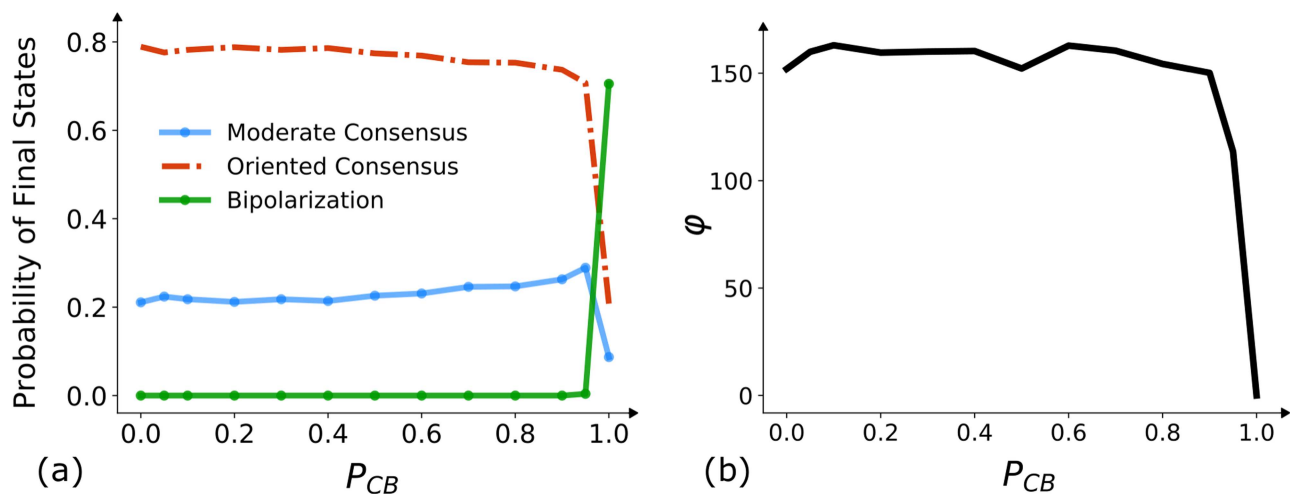 Probability of Final States
0.8
0.6
0.4
0.2
0.0
Moderate Consensus
Oriented Consensus
Bipolarization
0.0 0.2 0.4 0.6 0.8 1.0
(a)
P_CB
φ
150
100
50
0
0.0 0.2 0.4 0.6 0.8 1.0
(b)
P_CB